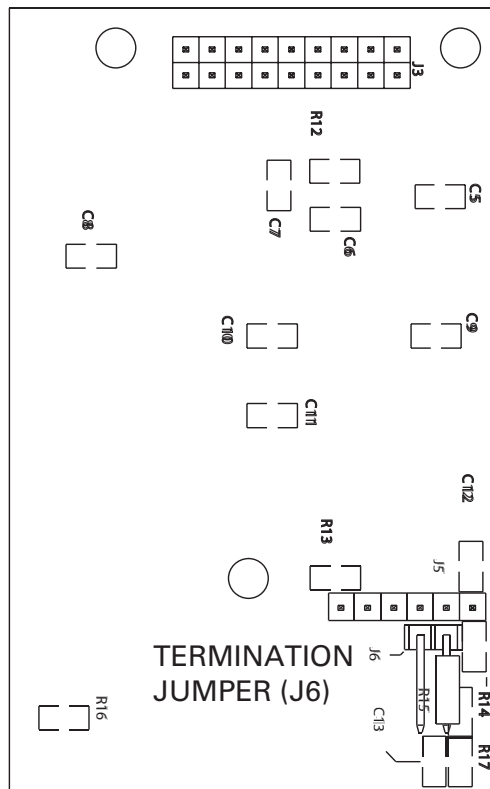 J3
R12
C5
C7
C6
C8
C10
C9
C11
C12
R13
J5
TERMINATION
JUMPER (J6)
J6
R16
R15
R14
C13
R17